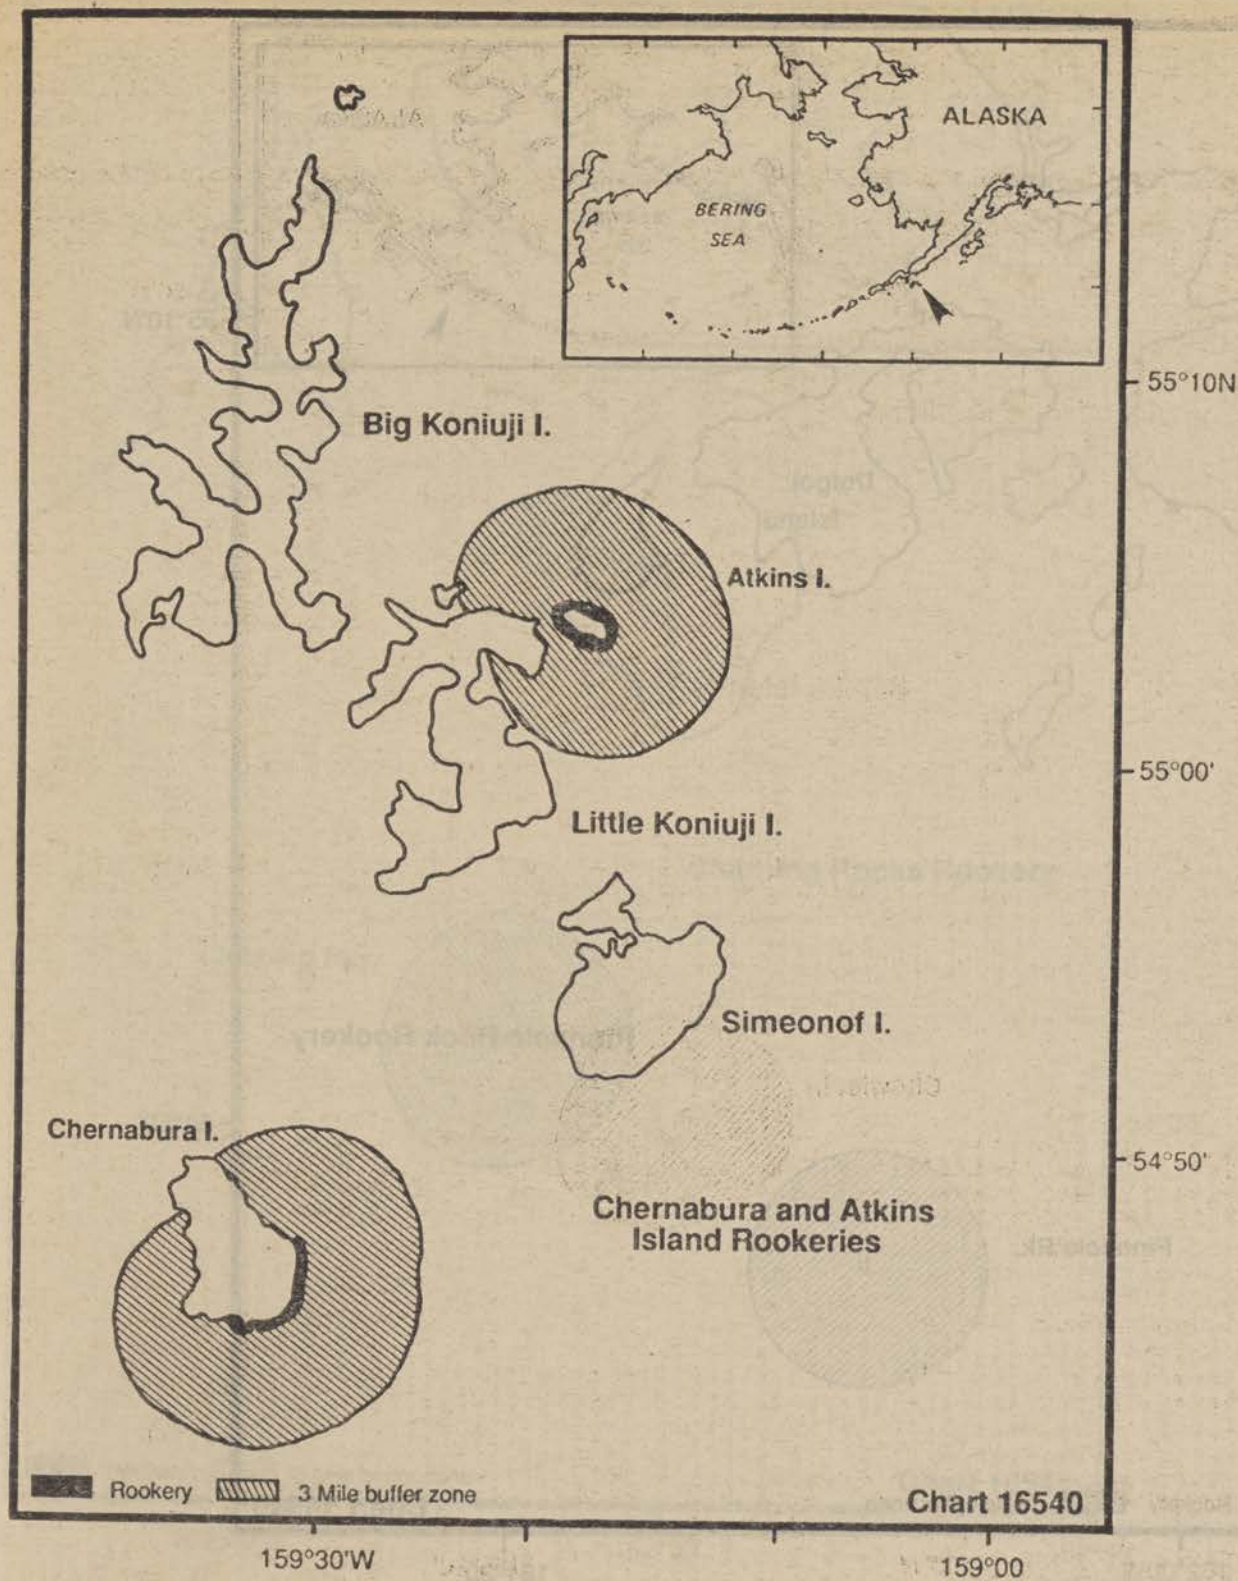 ALASKA
BERING
SEA
55°10N
Big Koniuji I.
Atkins I.
55°00'
Little Koniuji I.
Simeonof I.
Chernabura I.
54°50'
Chernabura and Atkins
Island Rookeries
Rookery
3 Mile buffer zone
Chart 16540
159°30'W
159°00